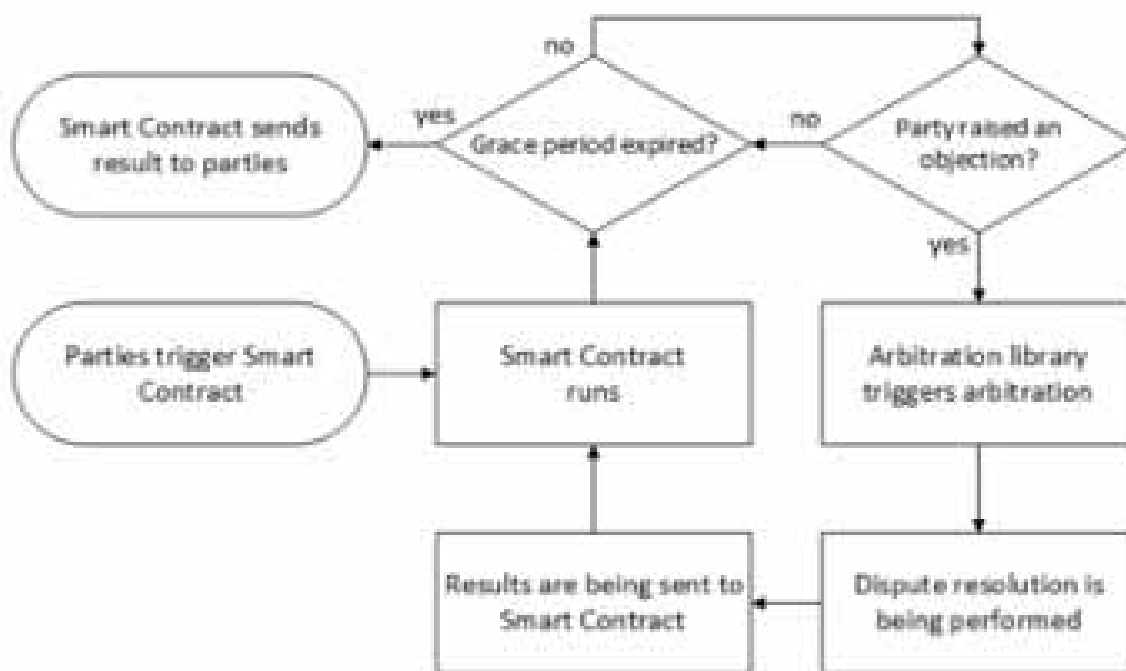 no
Smart Contract sends
result to parties
yes
Grace period expired?
no
Party raised an
objection?
yes
Parties trigger Smart
Contract
Smart Contract
runs
Arbitration library
triggers arbitration
Results are being sent to
Smart Contract
Dispute resolution is
being performed